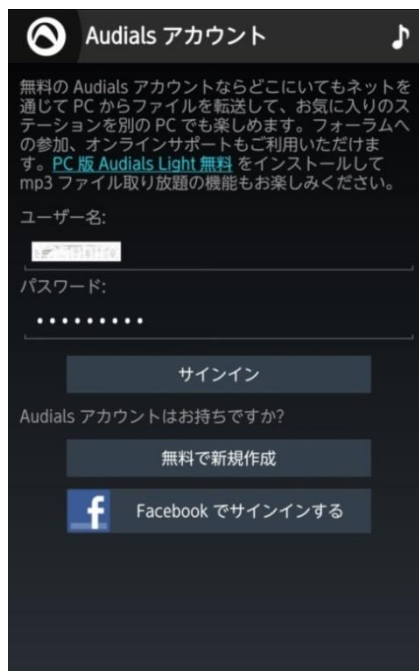 Audials アカウント
無料の Audials アカウントならどこにいてもネットを
通じて PC からファイルを転送して、お気に入りのス
テーションを別の PC でも楽しめます。フォーラムへ
の参加、オンラインサポートもご利用いただけま
す。PC 版 Audials Light 無料 をインストールして
mp3 ファイル取り放題の機能もお楽しみください。
ユーザー名:
パスワード:
•••••••••
サインイン
Audials アカウントはお持ちですか?
無料で新規作成
f Facebook でサインインする